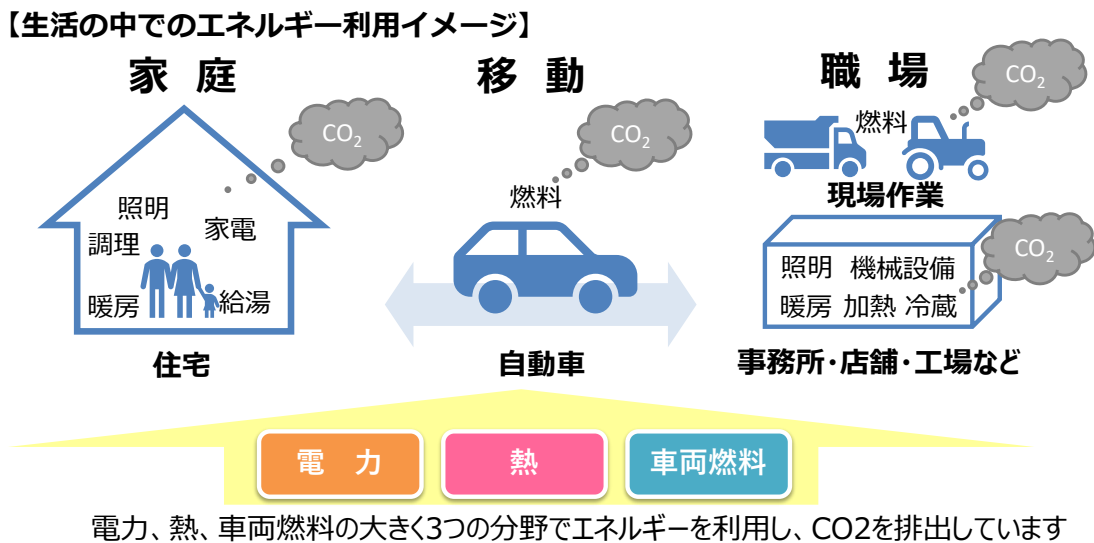 【生活の中でのエネルギー利用イメージ】
家 庭
移 動
職 場
CO₂
照明
家電
調理
暖房
給湯
住宅
CO₂
燃料
自動車
CO₂
燃料
現場作業
CO₂
照明 機械設備
暖房 加熱 冷蔵
事務所・店舗・工場など
電 力
熱
車両燃料
電力、熱、車両燃料の大きく3つの分野でエネルギーを利用し、CO2を排出しています